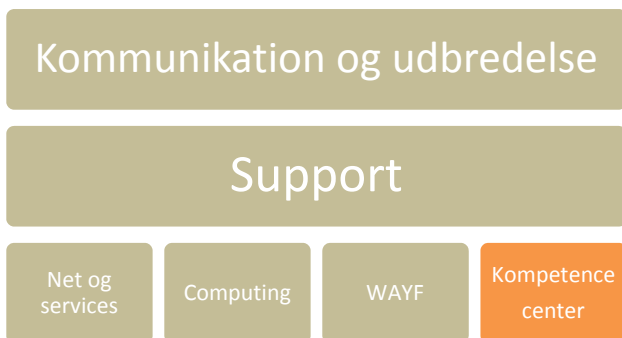 Kommunikation og udbredelse
Support
Net og
services
Computing
WAYF
Kompetence
center